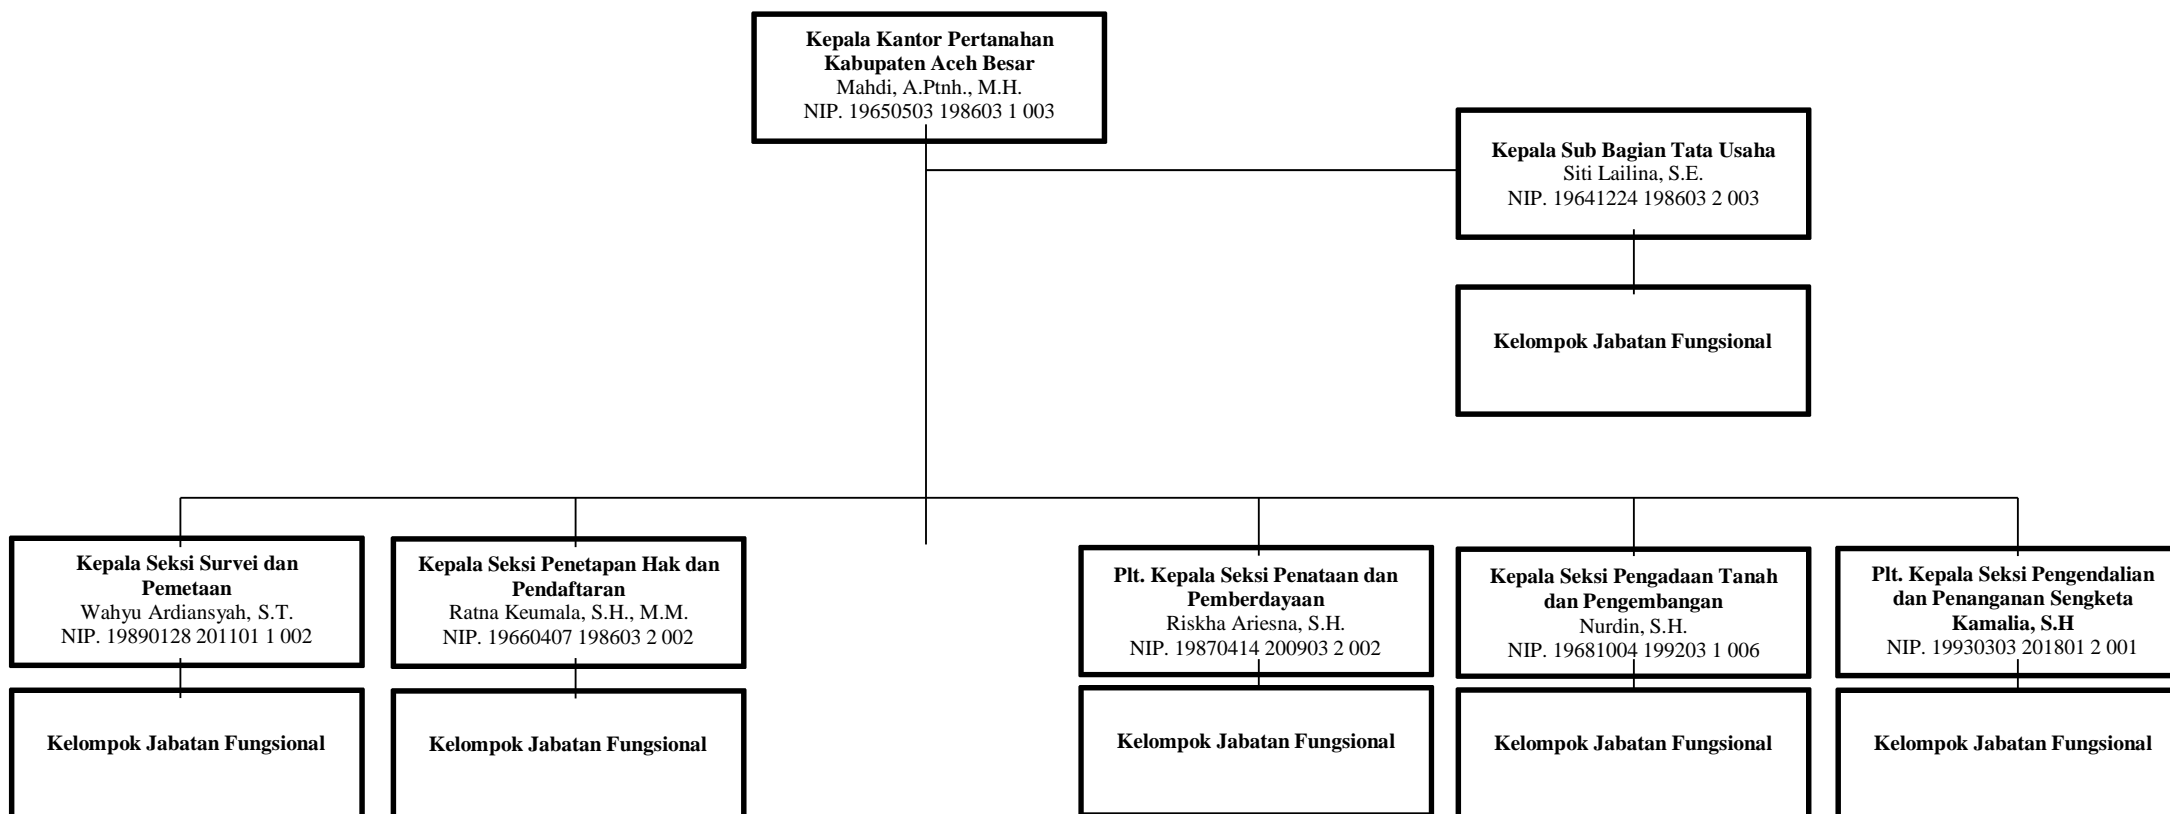 Kepala Kantor Pertanahan
Kabupaten Aceh Besar
Mahdi, A.Ptnh., M.H.
NIP. 19650503 198603 1 003
Kepala Sub Bagian Tata Usaha
Siti Lailina, S.E.
NIP. 19641224 198603 2 003
Kelompok Jabatan Fungsional
Kepala Seksi Survei dan
Pemetaan
Wahyu Ardiansyah, S.T.
NIP. 19890128 201101 1 002
Kepala Seksi Penetapan Hak dan
Pendaftaran
Ratna Keumala, S.H., M.M.
NIP. 19660407 198603 2 002
Plt. Kepala Seksi Penataan dan
Pemberdayaan
Riskha Ariesna, S.H.
NIP. 19870414 200903 2 002
Kepala Seksi Pengadaan Tanah
dan Pengembangan
Nurdin, S.H.
NIP. 19681004 199203 1 006
Plt. Kepala Seksi Pengendalian
dan Penanganan Sengketa
Kamalia, S.H
NIP. 19930303 201801 2 001
Kelompok Jabatan Fungsional
Kelompok Jabatan Fungsional
Kelompok Jabatan Fungsional
Kelompok Jabatan Fungsional
Kelompok Jabatan Fungsional